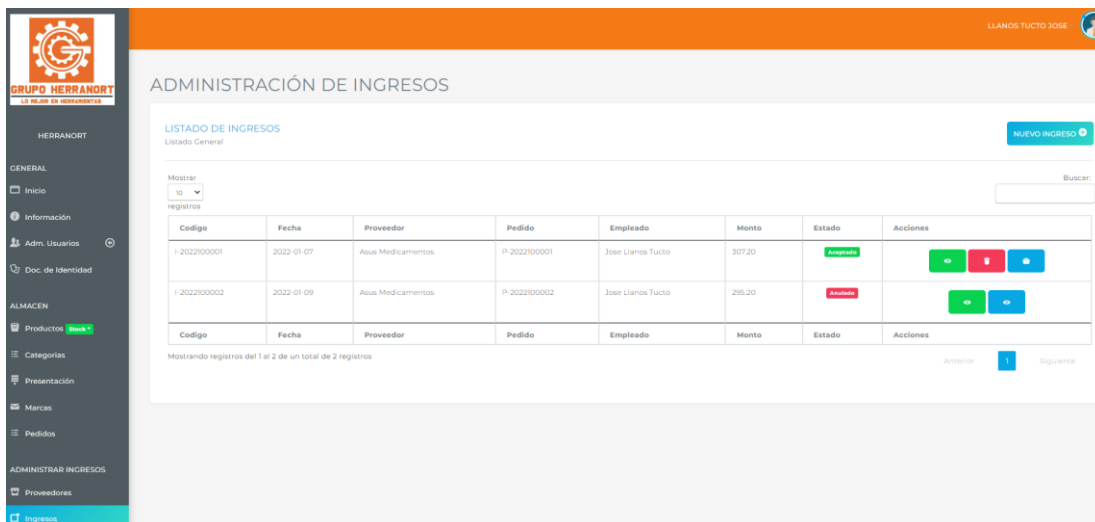 LLANOS TUCTO JOSE
GRUPO HERRANORT
LO MEJOR EN HERRAMIENTAS
HERRANORT
GENERAL
Inicio
Información
Adm. Usuarios
Doc. de Identidad
ALMACEN
Productos Stock *
Categorias
Presentación
Marcas
Pedidos
ADMINISTRAR INGRESOS
Proveedores
Ingresos
ADMINISTRACIÓN DE INGRESOS
LISTADO DE INGRESOS
Listado General
NUEVO INGRESO
Mostrar
10
registros
Buscar:
Codigo Fecha Proveedor Pedido Empleado Monto Estado Acciones
I-2022100001 2022-01-07 Asus Medicamentos P-2022100001 Jose Llanos Tucto 307.20 Aceptado
I-2022100002 2022-01-09 Asus Medicamentos P-2022100002 Jose Llanos Tucto 295.20 Anulado
Codigo Fecha Proveedor Pedido Empleado Monto Estado Acciones
Mostrando registros del 1 al 2 de un total de 2 registros
Anterior 1 Siguiente